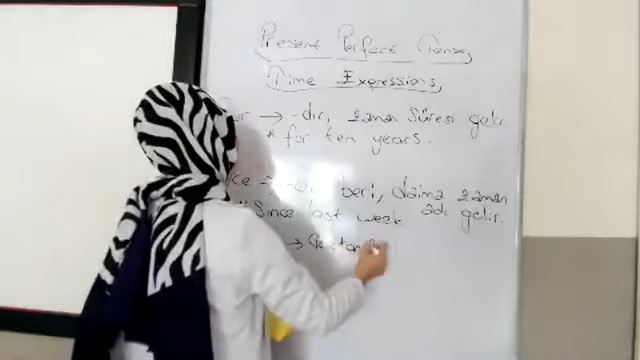 Present Perfect Tense
Time Expressions
→ -dır, zaman süresi gelir.
* for ten years.
beri, daima zaman
"Since last week adı gelir.
→